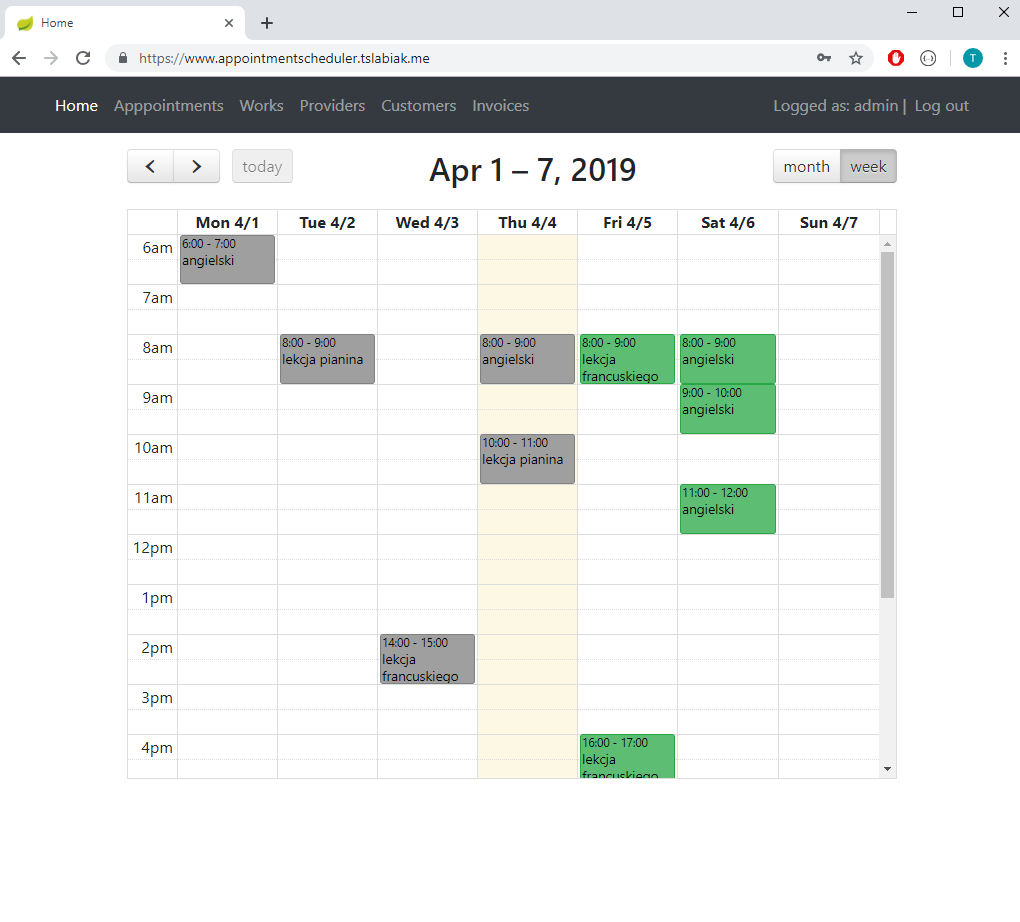 Home
https://www.appointmentscheduler.tslabiak.me
T
Home Apppointments Works Providers Customers Invoices Logged as: admin | Log out
today Apr 1 – 7, 2019 month week
Mon 4/1 Tue 4/2 Wed 4/3 Thu 4/4 Fri 4/5 Sat 4/6 Sun 4/7
6am
6:00 - 7:00
angielski
7am
8am
8:00 - 9:00
lekcja pianina
8:00 - 9:00
angielski
8:00 - 9:00
lekcja
francuskiego
8:00 - 9:00
angielski
9am
9:00 - 10:00
angielski
10am
10:00 - 11:00
lekcja pianina
11am
11:00 - 12:00
angielski
12pm
1pm
2pm
14:00 - 15:00
lekcja
francuskiego
3pm
4pm
16:00 - 17:00
lekcja
francuskiego